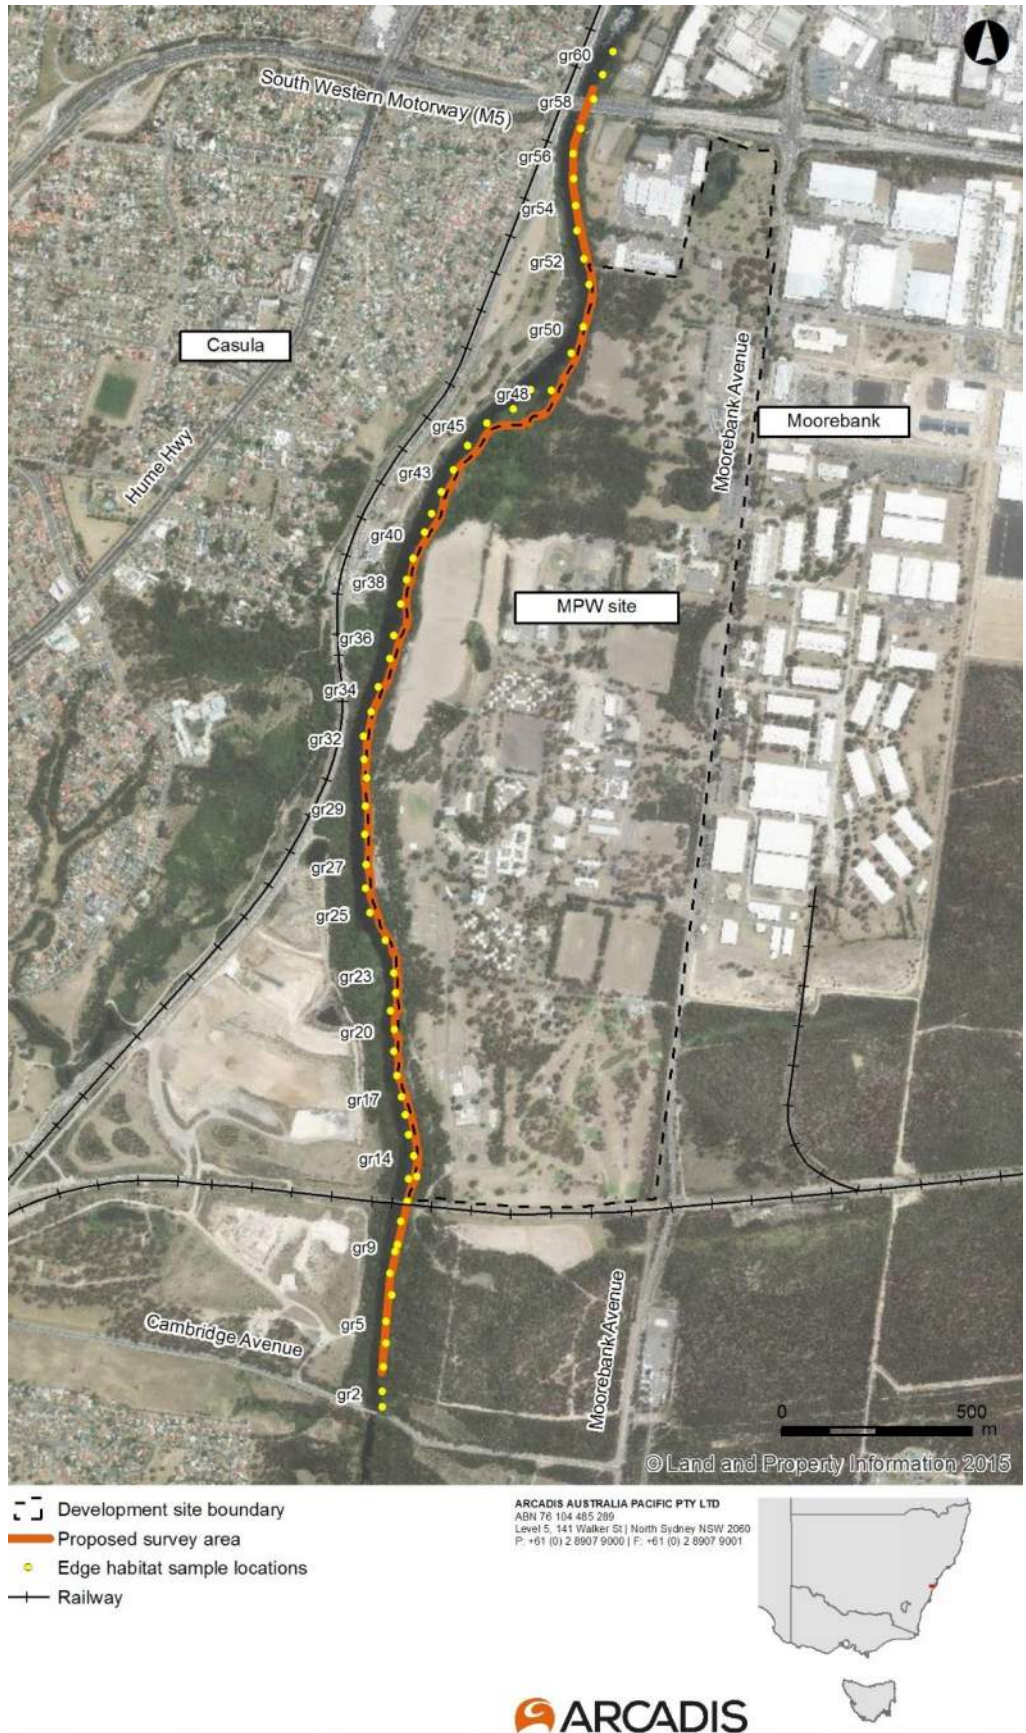 gr60
South Western Motorway (M5)
gr58
gr56
gr54
gr52
gr50
Casula
gr48
gr45
Moorebank Avenue
Moorebank
Hume Hwy
gr43
gr40
gr38
MPW site
gr36
gr34
gr32
gr29
gr27
gr25
gr23
gr20
gr17
gr14
gr9
Cambridge Avenue
gr5
Moorebank Avenue
gr2
0 500
m
© Land and Property Information 2015
Development site boundary
Proposed survey area
Edge habitat sample locations
Railway
ARCADIS AUSTRALIA PACIFIC PTY LTD
ABN 76 104 485 289
Level 5, 141 Walker St | North Sydney NSW 2060
P: +61 (0) 2 8907 9000 | F: +61 (0) 2 8907 9001
ARCADIS